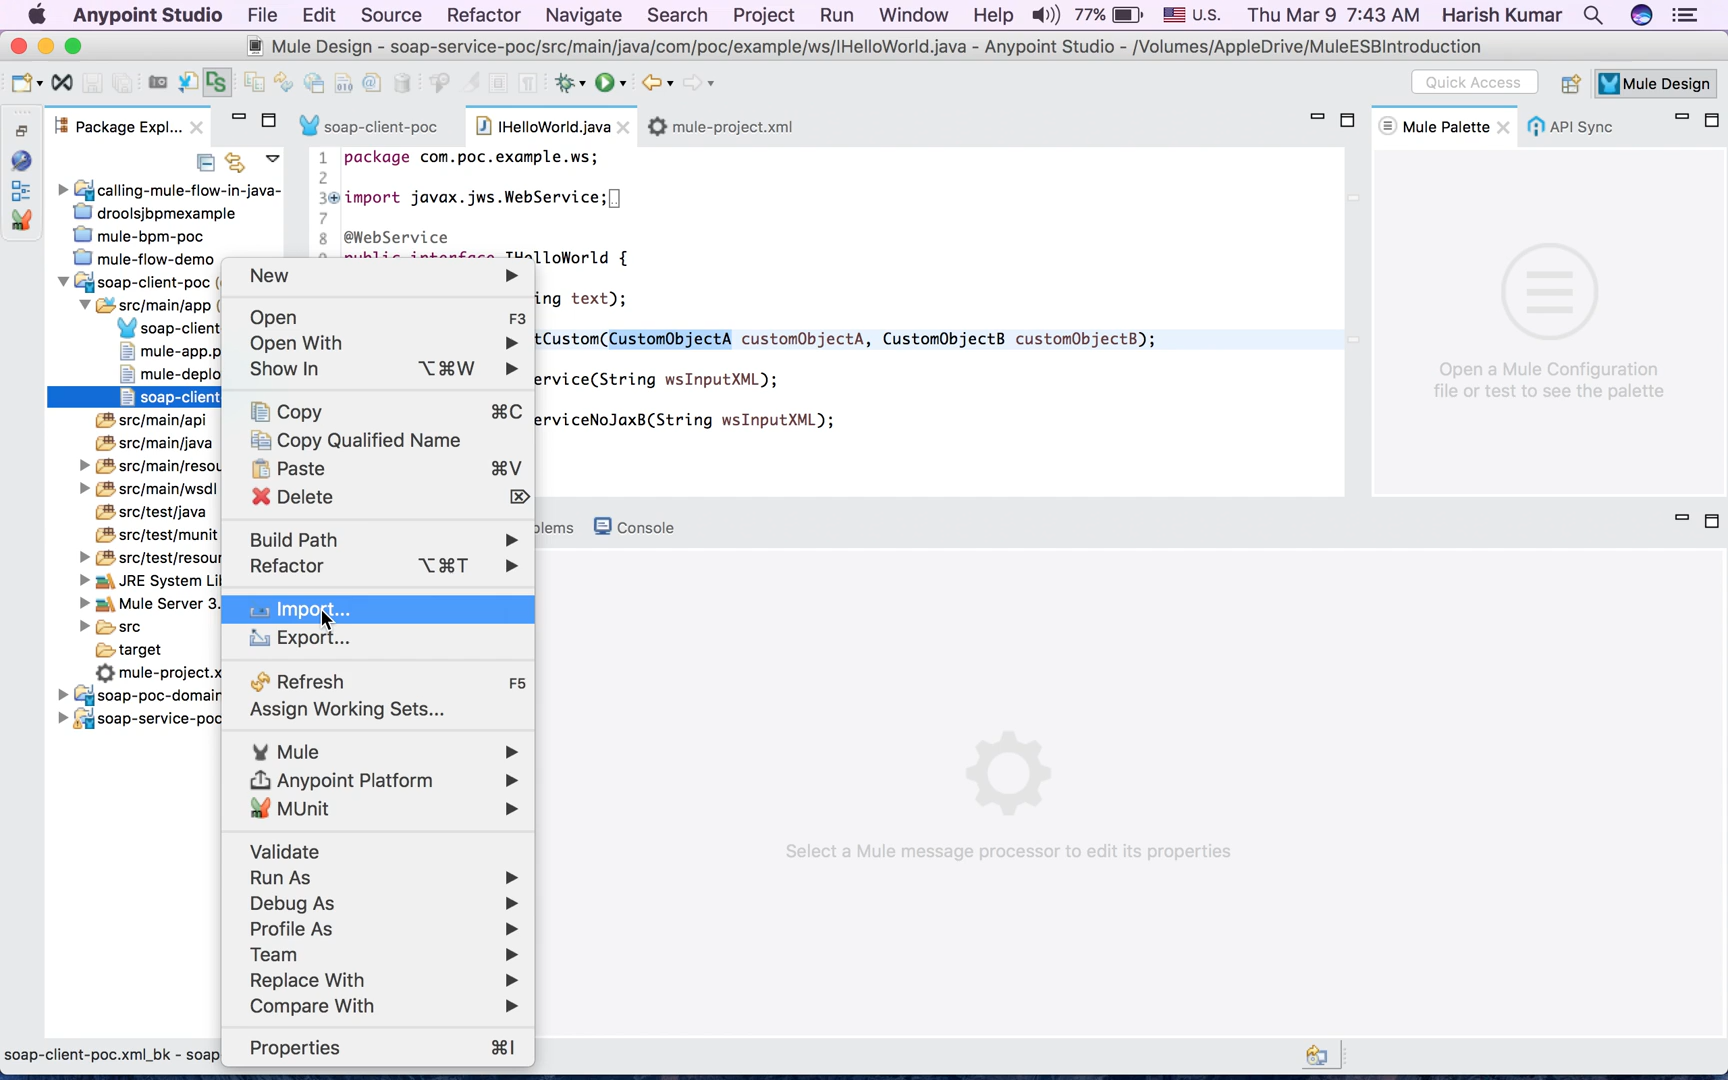 Anypoint Studio File Edit Source Refactor Navigate Search Project Run Window Help 77% U.S. Thu Mar 9 7:43 AM Harish Kumar
Mule Design - soap-service-poc/src/main/java/com/poc/example/ws/IHelloWorld.java - Anypoint Studio - /Volumes/AppleDrive/MuleESBIntroduction
Quick Access
Mule Design
Package Expl...
soap-client-poc
IHelloWorld.java
mule-project.xml
Mule Palette
API Sync
calling-mule-flow-in-java-
droolsjbpmexample
mule-bpm-poc
mule-flow-demo
soap-client-poc (
src/main/app (
soap-client
mule-app.p
mule-deplo
soap-client
src/main/api
src/main/java
src/main/resou
src/main/wsdl
src/test/java
src/test/munit
src/test/resour
JRE System Li
Mule Server 3.
src
target
mule-project.x
soap-poc-domain
soap-service-poc
1 package com.poc.example.ws;
2
3 import javax.jws.WebService;
7
8 @WebService
public interface IHelloWorld {
ing text);
tCustom(CustomObjectA customObjectA, CustomObjectB customObjectB);
ervice(String wsInputXML);
erviceNoJaxB(String wsInputXML);
New
Open F3
Open With
Show In ⌥⌘W
Copy ⌘C
Copy Qualified Name
Paste ⌘V
Delete ⌦
Build Path
Refactor ⌥⌘T
Import...
Export...
Refresh F5
Assign Working Sets...
Mule
Anypoint Platform
MUnit
Validate
Run As
Debug As
Profile As
Team
Replace With
Compare With
Properties ⌘I
blems
Console
Open a Mule Configuration
file or test to see the palette
Select a Mule message processor to edit its properties
soap-client-poc.xml_bk - soap